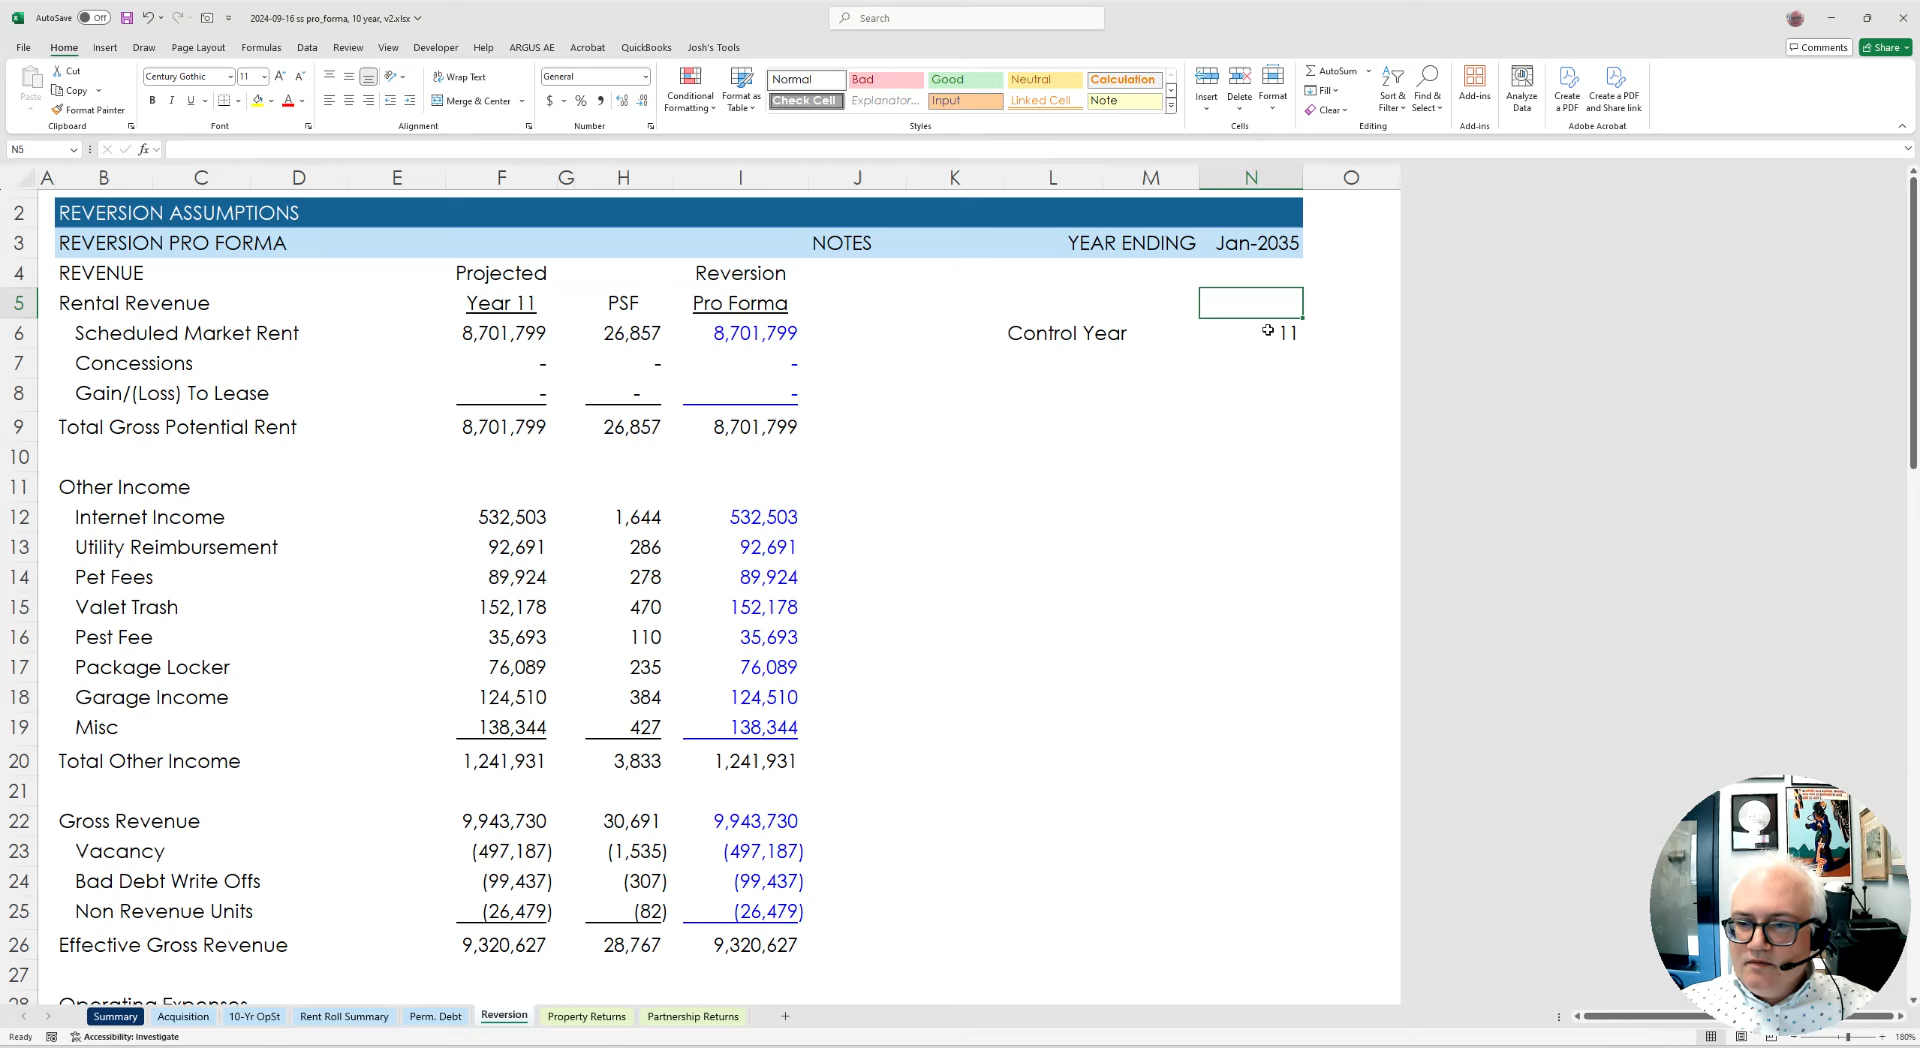 AutoSave Off 2024-09-16 ss pro_forma, 10 year, v2.xlsx Search
File Home Insert Draw Page Layout Formulas Data Review View Developer Help ARGUS AE Acrobat QuickBooks Josh's Tools Comments Share
Paste Cut Copy Format Painter Clipboard
Century Gothic 11 B I U Font
Wrap Text Merge & Center Alignment
General $ % Number
Conditional Formatting Format as Table
Normal Bad Good Neutral Calculation
Check Cell Explanator... Input Linked Cell Note
Styles
Insert Delete Format Cells
AutoSum Fill Clear Sort & Filter Find & Select Editing
Add-ins Add-ins
Analyze Data
Create a PDF Create a PDF and Share link Adobe Acrobat
N5 fx
A B C D E F G H I J K L M N O
2 REVERSION ASSUMPTIONS
3 REVERSION PRO FORMA NOTES YEAR ENDING Jan-2035
4 REVENUE Projected Reversion
5 Rental Revenue Year 11 PSF Pro Forma
6 Scheduled Market Rent 8,701,799 26,857 8,701,799 Control Year 11
7 Concessions - - -
8 Gain/(Loss) To Lease - - -
9 Total Gross Potential Rent 8,701,799 26,857 8,701,799
10
11 Other Income
12 Internet Income 532,503 1,644 532,503
13 Utility Reimbursement 92,691 286 92,691
14 Pet Fees 89,924 278 89,924
15 Valet Trash 152,178 470 152,178
16 Pest Fee 35,693 110 35,693
17 Package Locker 76,089 235 76,089
18 Garage Income 124,510 384 124,510
19 Misc 138,344 427 138,344
20 Total Other Income 1,241,931 3,833 1,241,931
21
22 Gross Revenue 9,943,730 30,691 9,943,730
23 Vacancy (497,187) (1,535) (497,187)
24 Bad Debt Write Offs (99,437) (307) (99,437)
25 Non Revenue Units (26,479) (82) (26,479)
26 Effective Gross Revenue 9,320,627 28,767 9,320,627
27
28 Operating Expenses
Summary Acquisition 10-Yr OpSt Rent Roll Summary Perm. Debt Reversion Property Returns Partnership Returns
Ready Accessibility: Investigate 180%